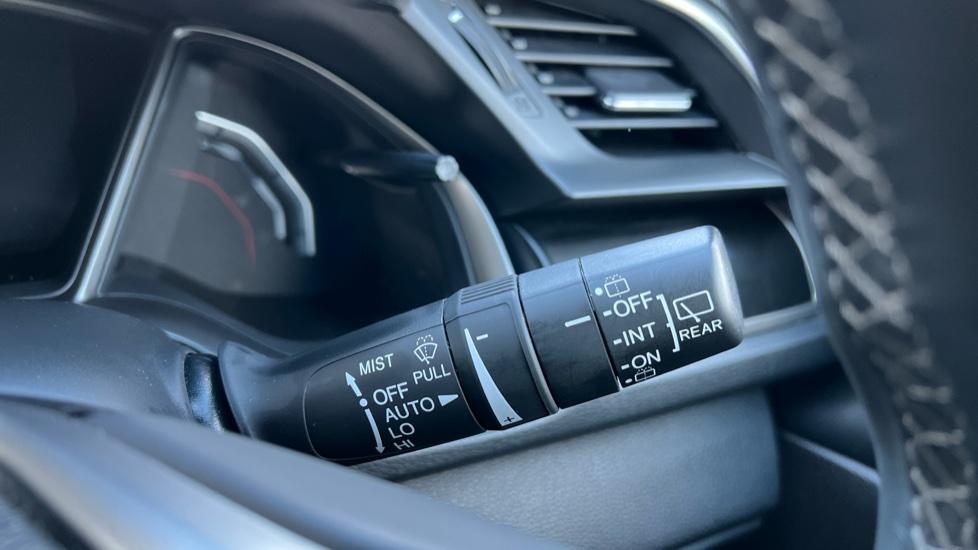 MIST
PULL
OFF
AUTO
LO
HI
- +
OFF
INT
ON
REAR